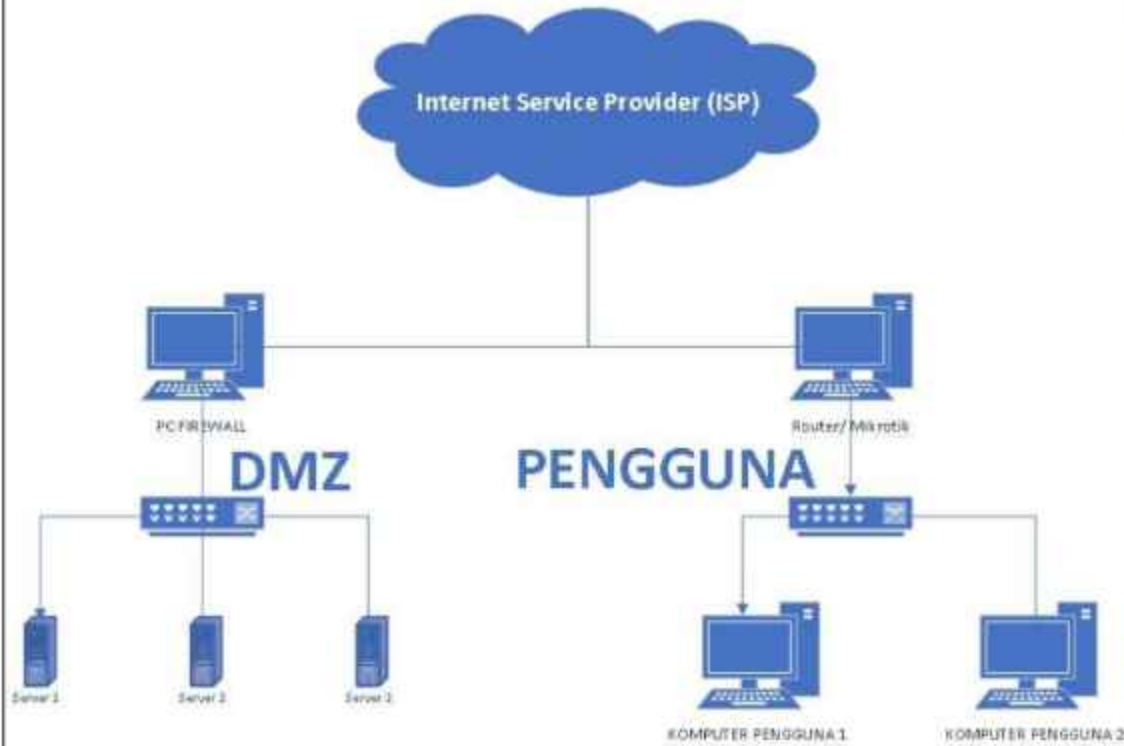 Internet Service Provider (ISP)
PC FIREWALL
Router/ Mikrotik
DMZ
PENGGUNA
Server 1
Server 2
Server 3
KOMPUTER PENGGUNA 1
KOMPUTER PENGGUNA 2